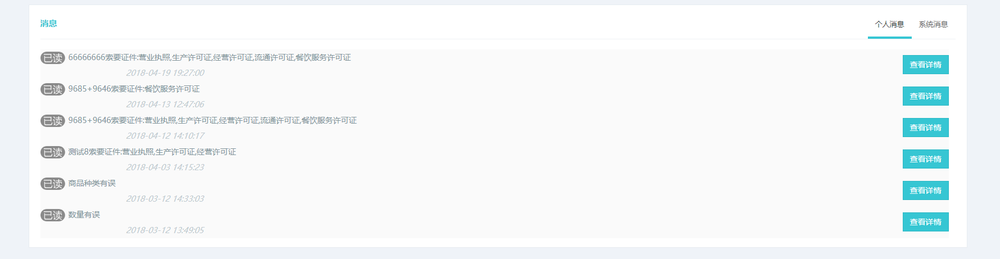 消息
个人消息 系统消息
已读 66666666索要证件:营业执照,生产许可证,经营许可证,流通许可证,餐饮服务许可证
2018-04-19 19:27:00
查看详情
已读 9685+9646索要证件:餐饮服务许可证
2018-04-13 12:47:06
查看详情
已读 9685+9646索要证件:营业执照,生产许可证,经营许可证,流通许可证,餐饮服务许可证
2018-04-12 14:10:17
查看详情
已读 测试8索要证件:营业执照,生产许可证,经营许可证
2018-04-03 14:15:23
查看详情
已读 商品种类有误
2018-03-12 14:33:03
查看详情
已读 数量有误
2018-03-12 13:49:05
查看详情